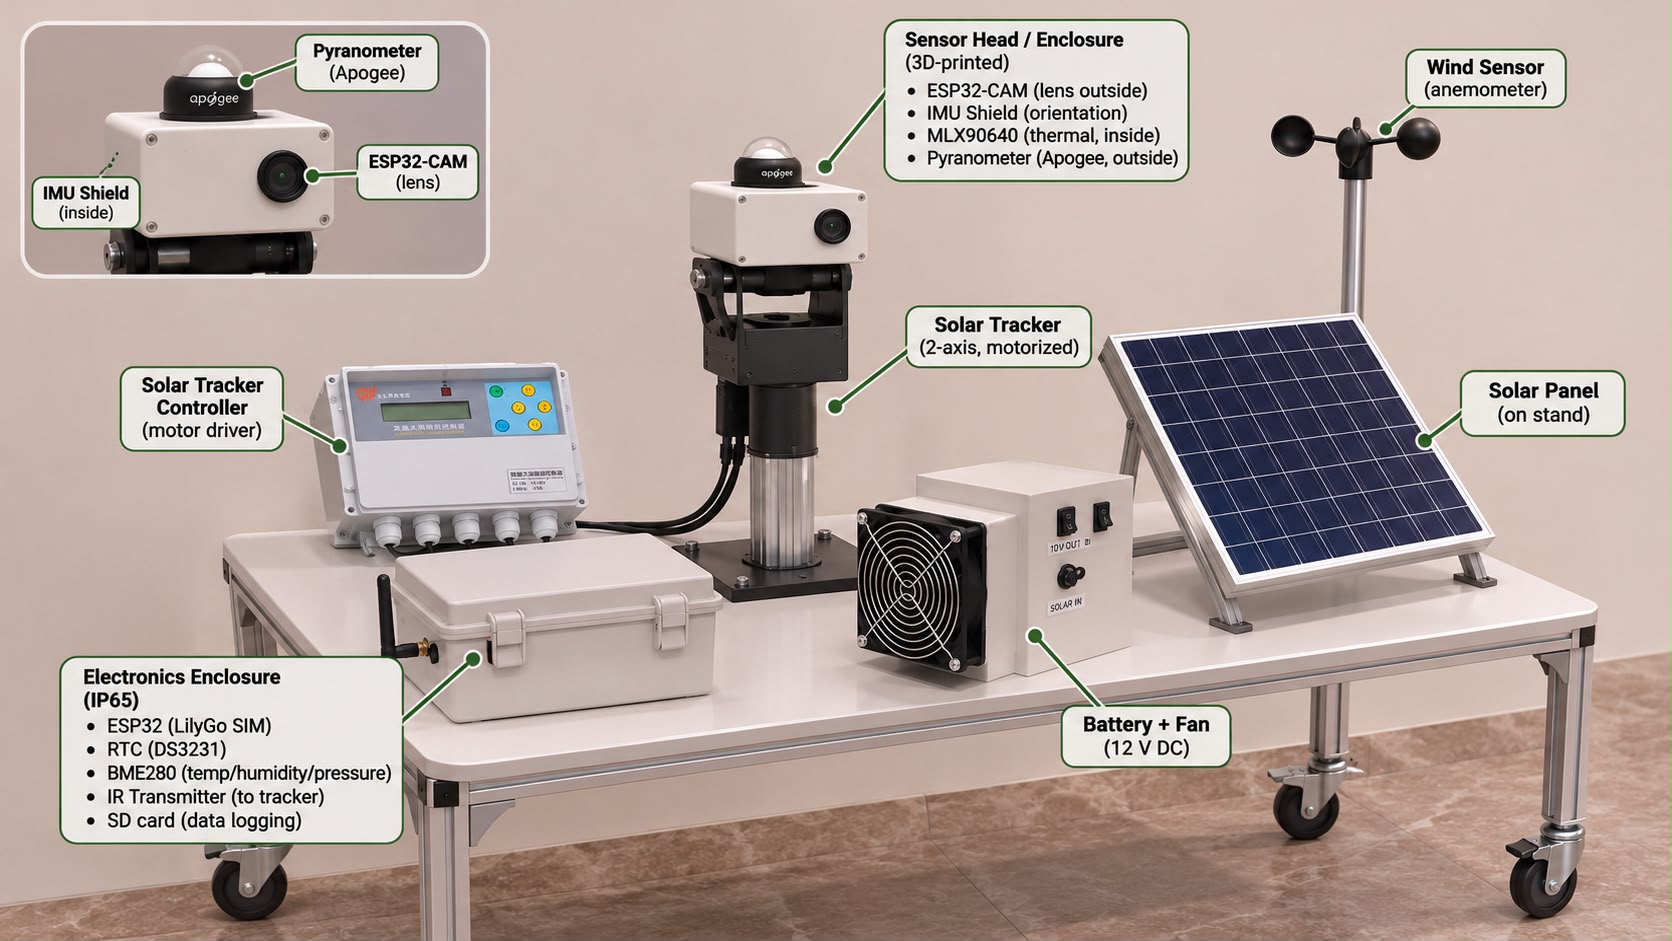 Pyranometer
(Apogee)
apogee
ESP32-CAM
(lens)
IMU Shield
(inside)
Sensor Head / Enclosure
(3D-printed)
• ESP32-CAM (lens outside)
• IMU Shield (orientation)
• MLX90640 (thermal, inside)
• Pyranometer (Apogee, outside)
Wind Sensor
(anemometer)
apogee
Solar Tracker
(2-axis, motorized)
Solar Tracker
Controller
(motor driver)
Solar Panel
(on stand)
10V OUT
SOLAR IN
Electronics Enclosure
(IP65)
• ESP32 (LilyGo SIM)
• RTC (DS3231)
• BME280 (temp/humidity/pressure)
• IR Transmitter (to tracker)
• SD card (data logging)
Battery + Fan
(12 V DC)